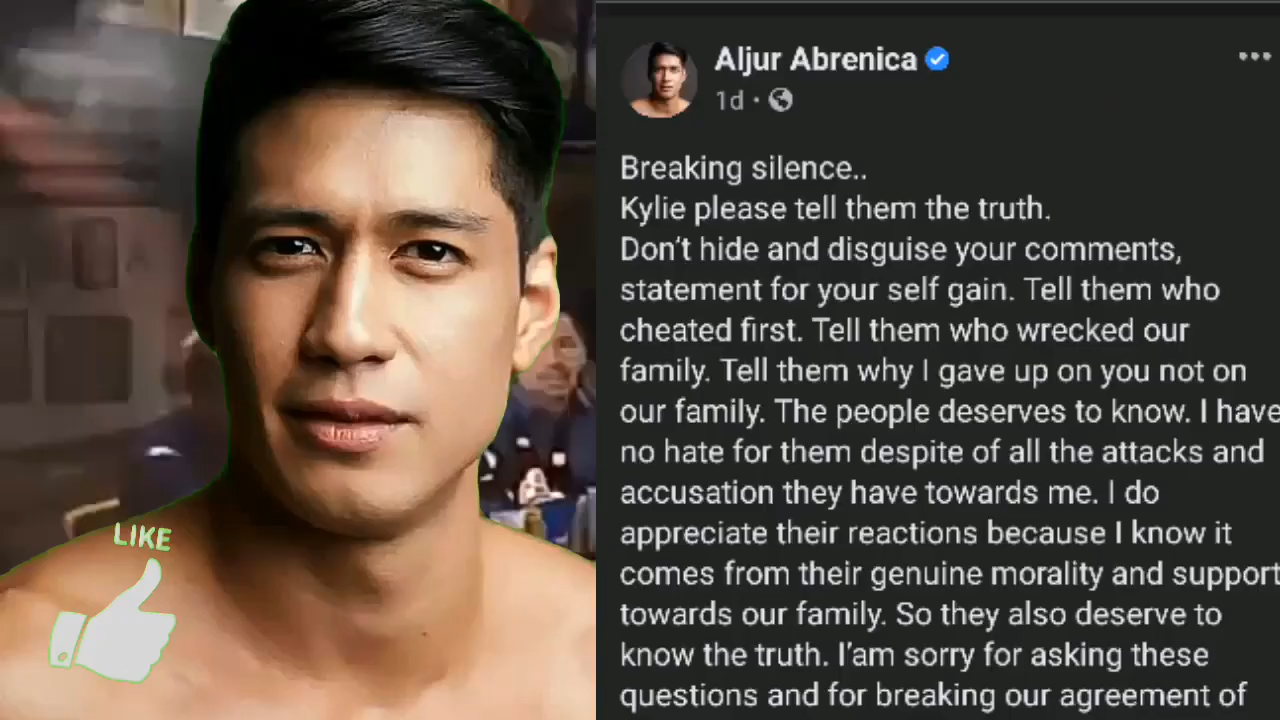 LIKE
Aljur Abrenica
1d
Breaking silence..
Kylie please tell them the truth.
Don't hide and disguise your comments,
statement for your self gain. Tell them who
cheated first. Tell them who wrecked our
family. Tell them why I gave up on you not on
our family. The people deserves to know. I have
no hate for them despite of all the attacks and
accusation they have towards me. I do
appreciate their reactions because I know it
comes from their genuine morality and support
towards our family. So they also deserve to
know the truth. I'am sorry for asking these
questions and for breaking our agreement of